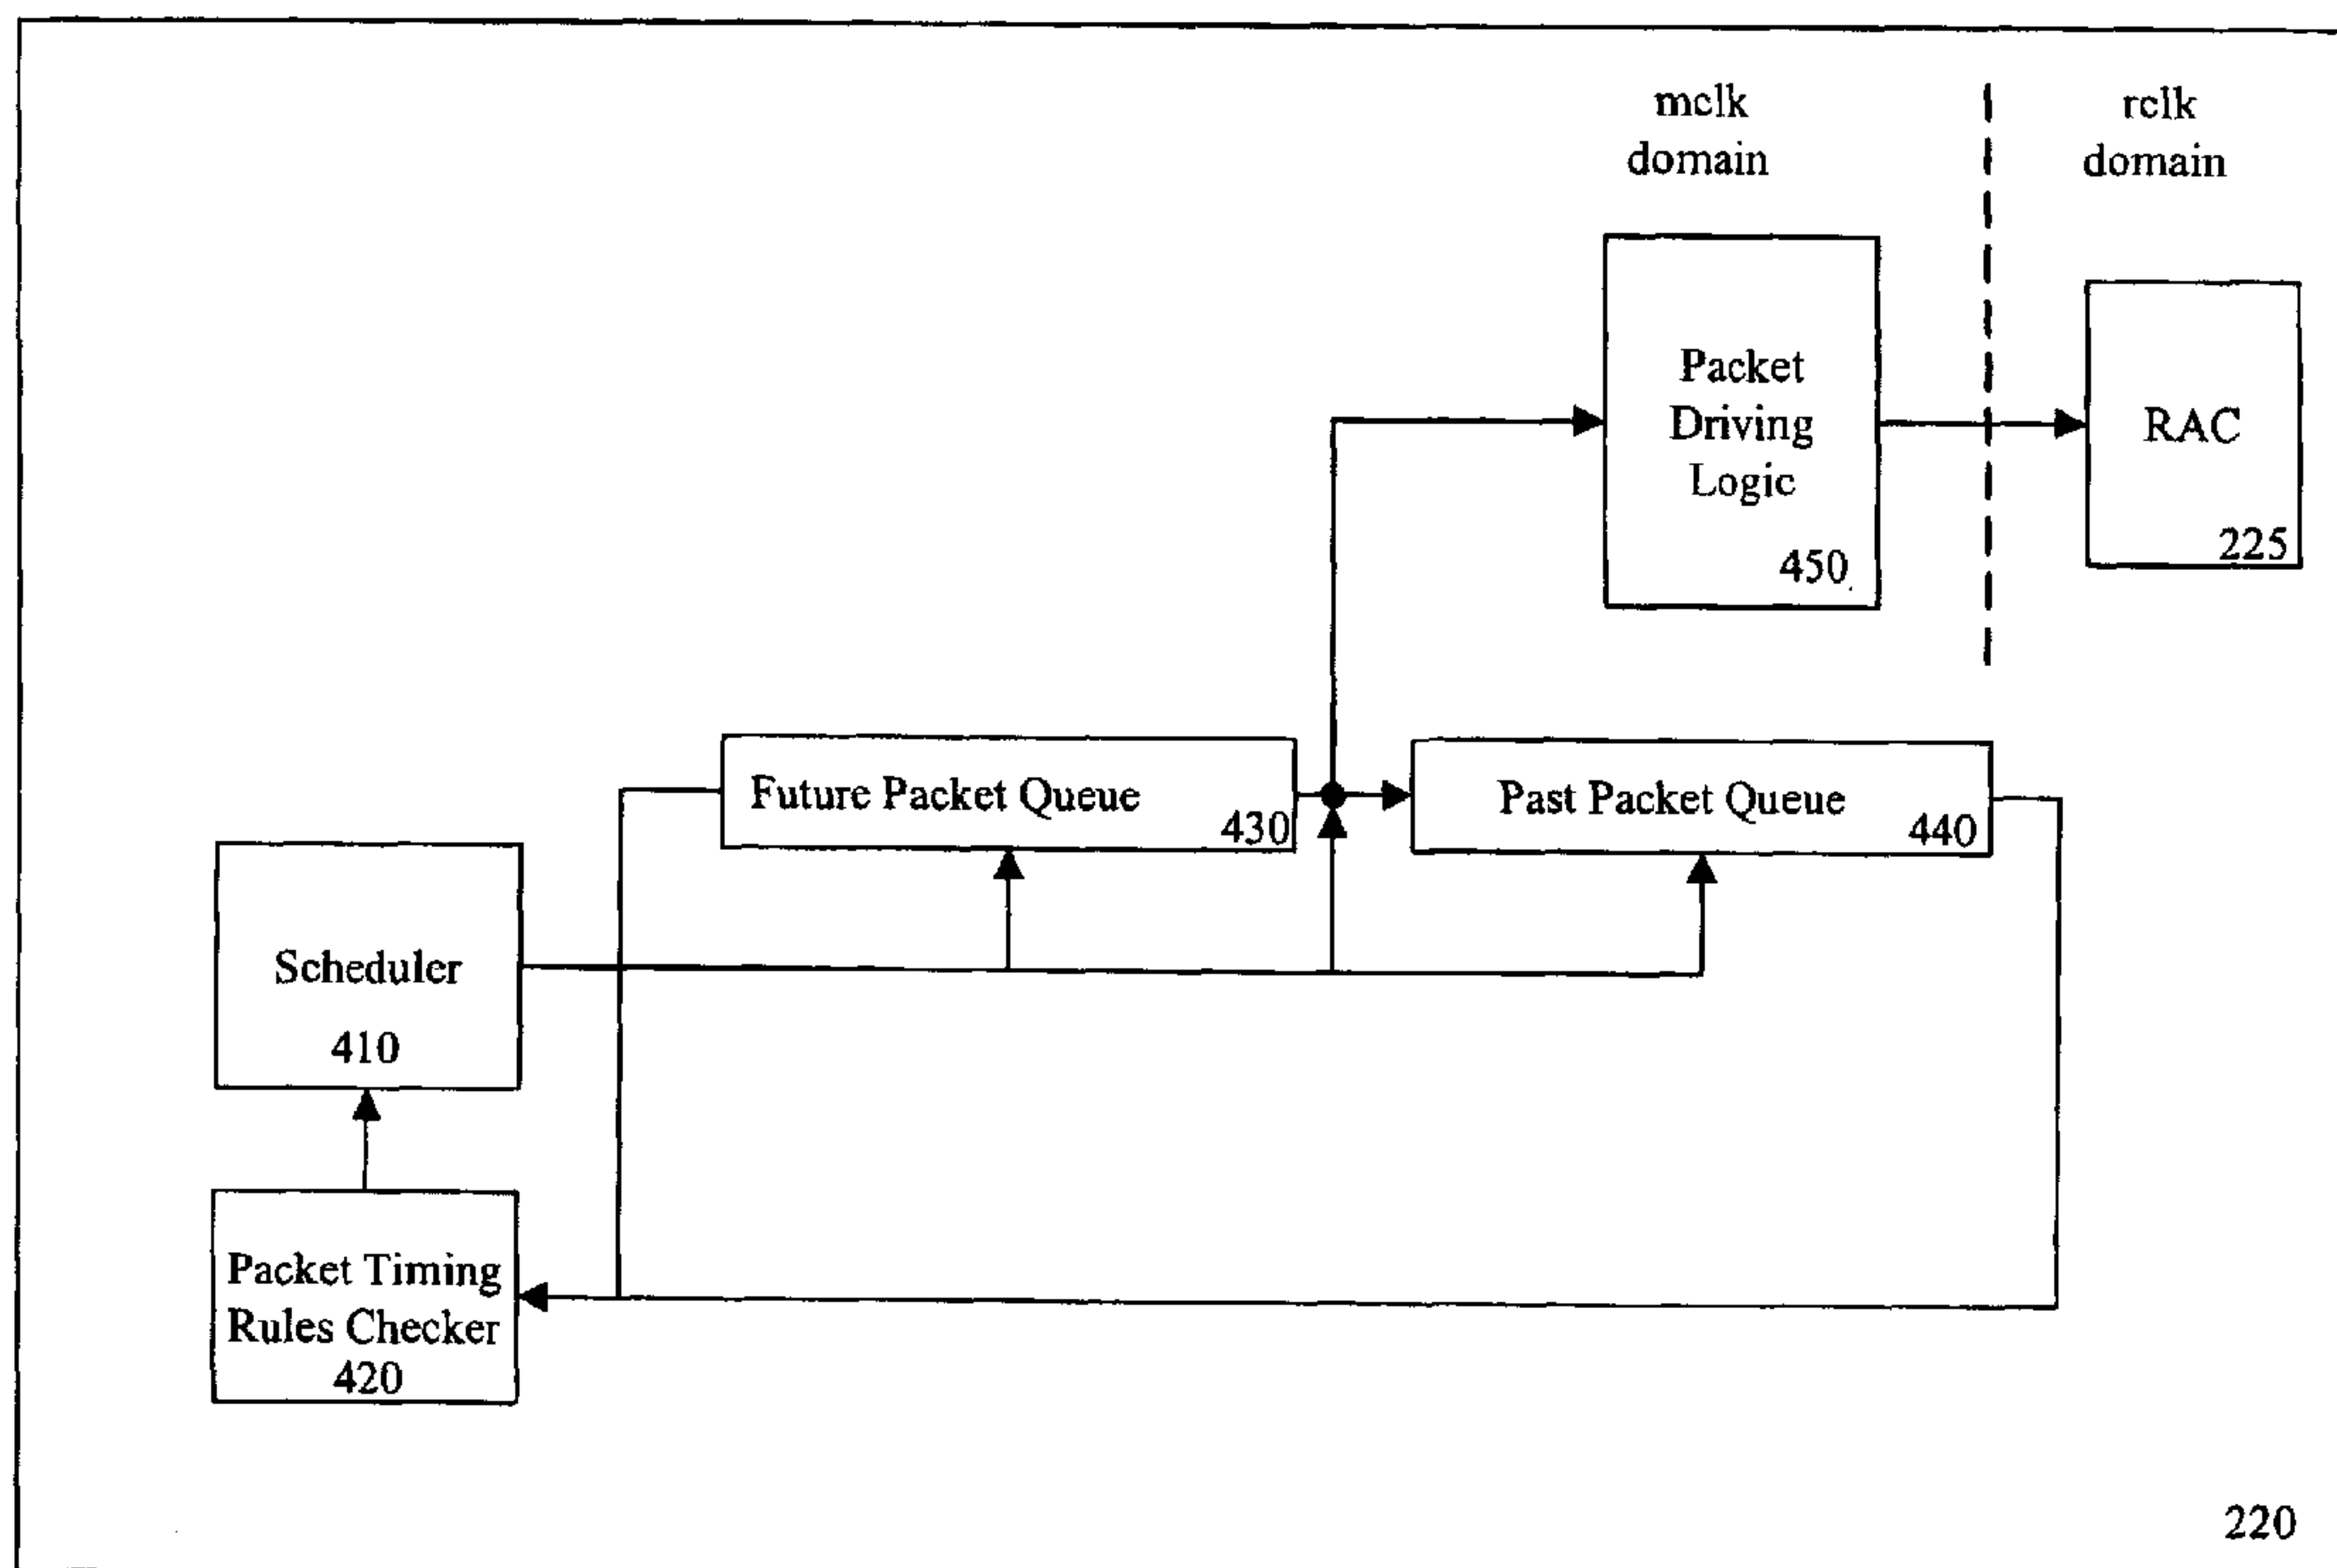 mclk
domain
rclk
domain
Packet
Driving
Logic
450
RAC
225
Future Packet Queue
430
Past Packet Queue
440
Scheduler
410
Packet Timing
Rules Checker
420
220